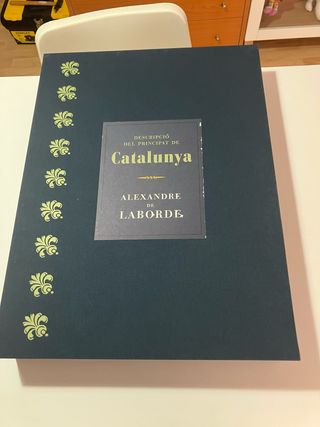 DESCRIPCIÓ
DEL PRINCIPAT DE
Catalunya
ALEXANDRE
DE
LABORDE